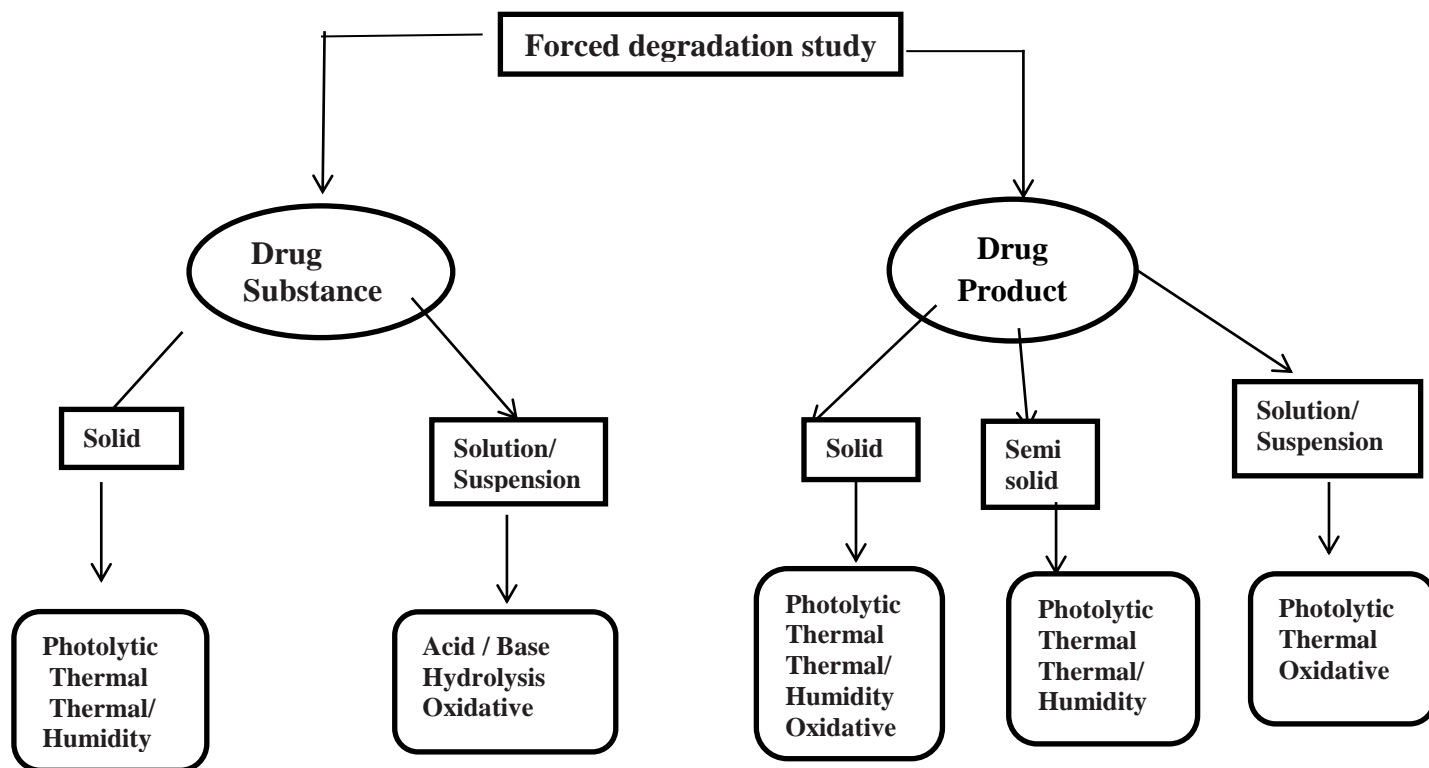 Forced degradation study
Drug
Substance
Drug
Product
Solid
Solution/
Suspension
Solid
Semi
solid
Solution/
Suspension
Photolytic
Thermal
Thermal/
Humidity
Acid / Base
Hydrolysis
Oxidative
Photolytic
Thermal
Thermal/
Humidity
Oxidative
Photolytic
Thermal
Thermal/
Humidity
Photolytic
Thermal
Oxidative